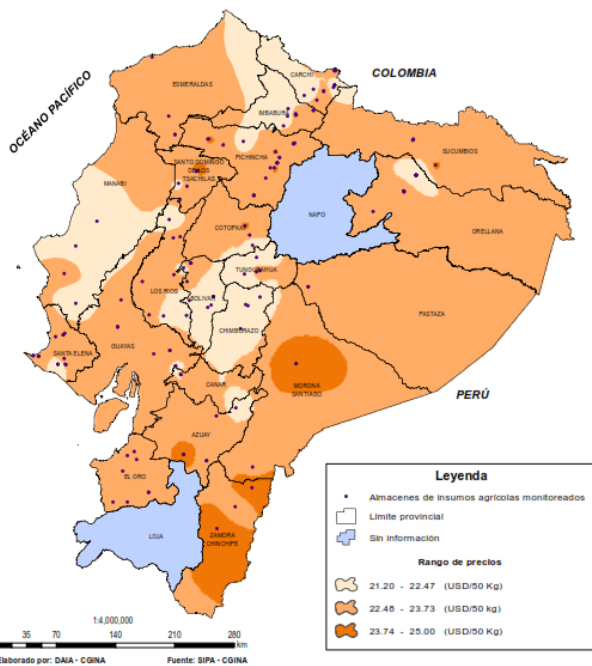 OCÉANO PACÍFICO
COLOMBIA
ESMERALDAS
CARCHI
IMBABURA
SUCUMBIOS
PICHINCHA
SANTO DOMINGO
DE LOS
TSACHILAS
MANABI
NAPO
ORELLANA
COTOPAXI
TUNGURAHUA
LOS RIOS
BOLIVAR
PASTAZA
CHIMBORAZO
SANTA ELENA
GUAYAS
MORONA
SANTIAGO
PERÚ
CAÑAR
AZUAY
EL ORO
LOJA
ZAMORA
CHINCHIPE
Leyenda
Almacenes de insumos agrícolas monitoreados
Límite provincial
Sin información
Rango de precios
21.20 - 22.47 (USD/50 Kg)
22.48 - 23.73 (USD/50 kg)
23.74 - 25.00 (USD/50 Kg)
1:4,000,000
35 70 140 210 280
km
Elaborado por: DAIA - CGINA Fuente: SIPA - CGINA